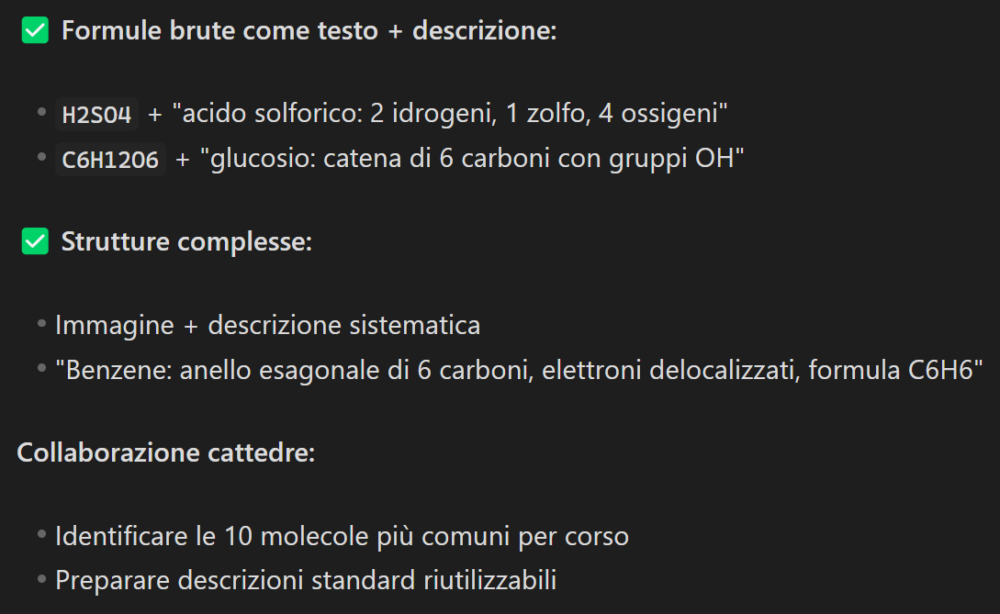 ✅ Formule brute come testo + descrizione:
• H2SO4 + "acido solforico: 2 idrogeni, 1 zolfo, 4 ossigeni"
• C6H12O6 + "glucosio: catena di 6 carboni con gruppi OH"
✅ Strutture complesse:
• Immagine + descrizione sistematica
• "Benzene: anello esagonale di 6 carboni, elettroni delocalizzati, formula C6H6"
Collaborazione cattedre:
• Identificare le 10 molecole più comuni per corso
• Preparare descrizioni standard riutilizzabili